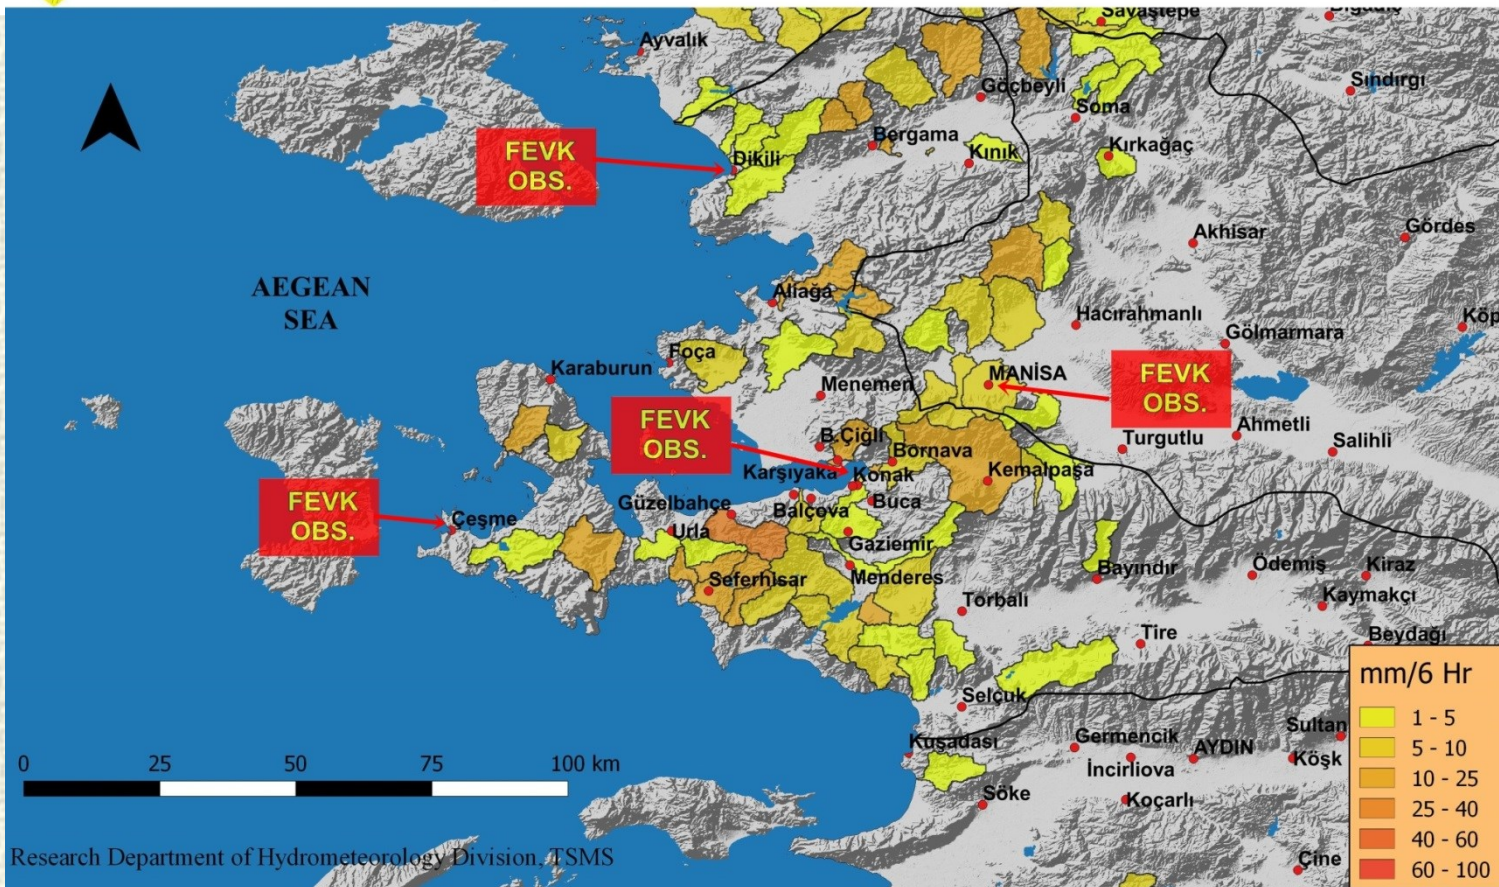 Savaştepe
Ayvalık
Sındırgı
Göçbeyli
Soma
Bergama
Kırkağaç
FEVK
OBS.
Dikili
Kınık
Gördes
Akhisar
AEGEAN
SEA
Aliağa
Hacırahmanlı
Gölmarmara
Köp
Foça
Karaburun
MANİSA
FEVK
OBS.
Menemen
FEVK
OBS.
Ahmetli
Turgutlu
Salihli
B.Çiğli
Bornova
Karşıyaka
Konak
Kemalpaşa
FEVK
OBS.
Güzelbahçe
Balçova
Buca
Çeşme
Urla
Gaziemir
Seferhisar
Menderes
Bayındır
Ödemiş
Kiraz
Torbalı
Kaymakçı
Tire
Beydağı
mm/6 Hr
Selçuk
1 - 5
Sultan
5 - 10
Kuşadası
Germencik
AYDIN
Köşk
İncirliova
10 - 25
0 25 50 75 100 km
Söke
Koçarlı
25 - 40
40 - 60
60 - 100
Research Department of Hydrometeorology Division, TSMS
Çine